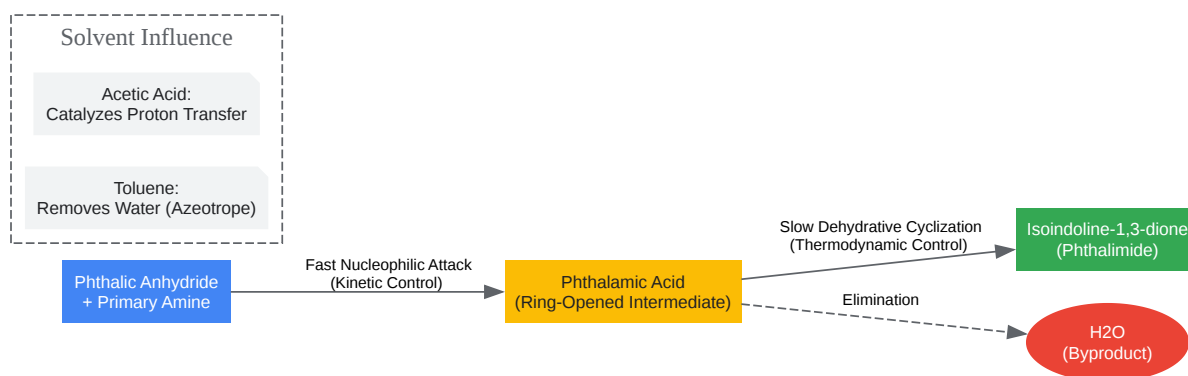 Solvent Influence
Acetic Acid:
Catalyzes Proton Transfer
Toluene:
Removes Water (Azeotrope)
Phthalic Anhydride
+ Primary Amine
Fast Nucleophilic Attack
(Kinetic Control)
Phthalamic Acid
(Ring-Opened Intermediate)
Slow Dehydrative Cyclization
(Thermodynamic Control)
Elimination
Isoindoline-1,3-dione
(Phthalimide)
H2O
(Byproduct)